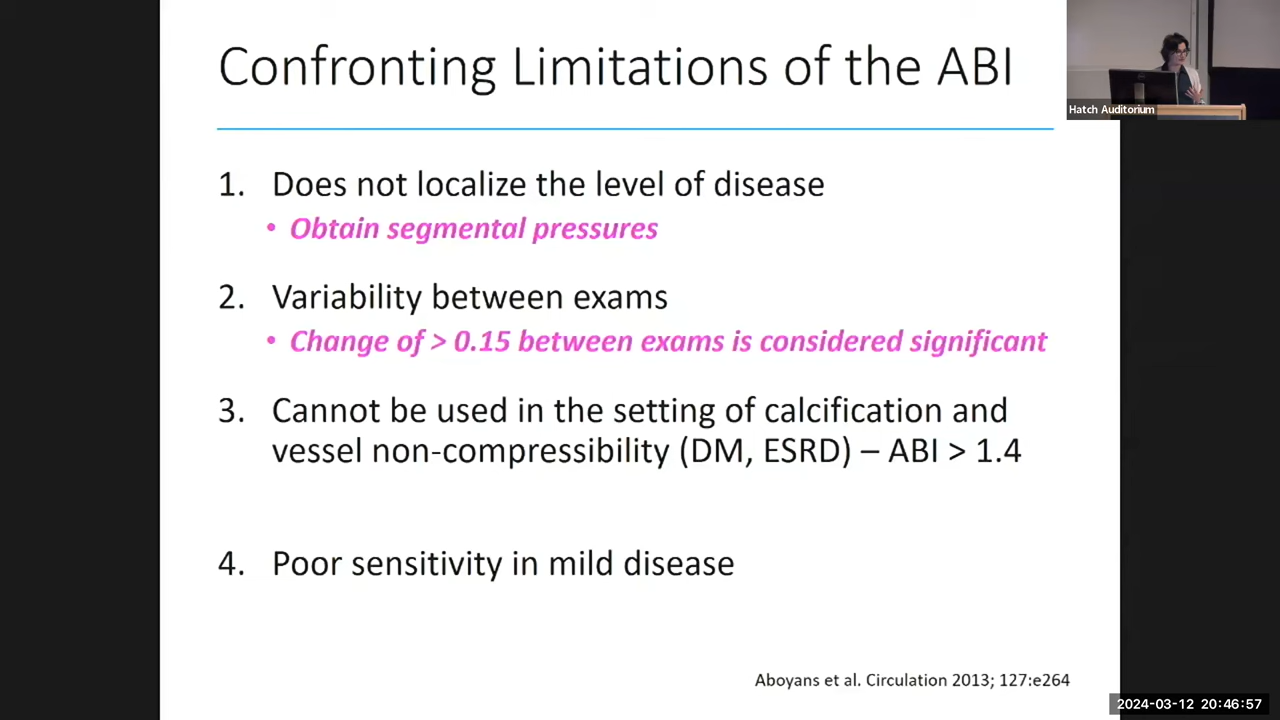 Confronting Limitations of the ABI
Hatch Auditorium
1. Does not localize the level of disease
• Obtain segmental pressures
2. Variability between exams
• Change of > 0.15 between exams is considered significant
3. Cannot be used in the setting of calcification and
vessel non-compressibility (DM, ESRD) – ABI > 1.4
4. Poor sensitivity in mild disease
Aboyans et al. Circulation 2013; 127:e264
2024-03-12 20:46:57